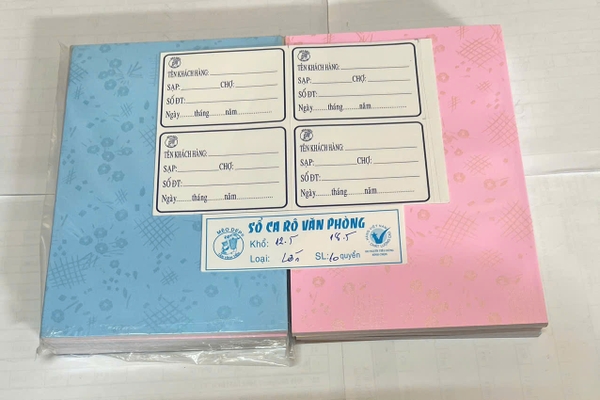 TÊN KHÁCH HÀNG:
SẠP: CHỢ:
SỐ ĐT:
Ngày......tháng......năm..............
TÊN KHÁCH HÀNG:
SẠP: CHỢ:
SỐ ĐT:
Ngày......tháng......năm..............
TÊN KHÁCH HÀNG:
SẠP: CHỢ:
SỐ ĐT:
Ngày......tháng......năm..............
TÊN KHÁCH HÀNG:
SẠP: CHỢ:
SỐ ĐT:
Ngày......tháng......năm..............
MÈO DẸP
SỔ CA RÔ VĂN PHÒNG
Khổ: 12.5 18.5
Loại: Lớn SL: 10 quyển